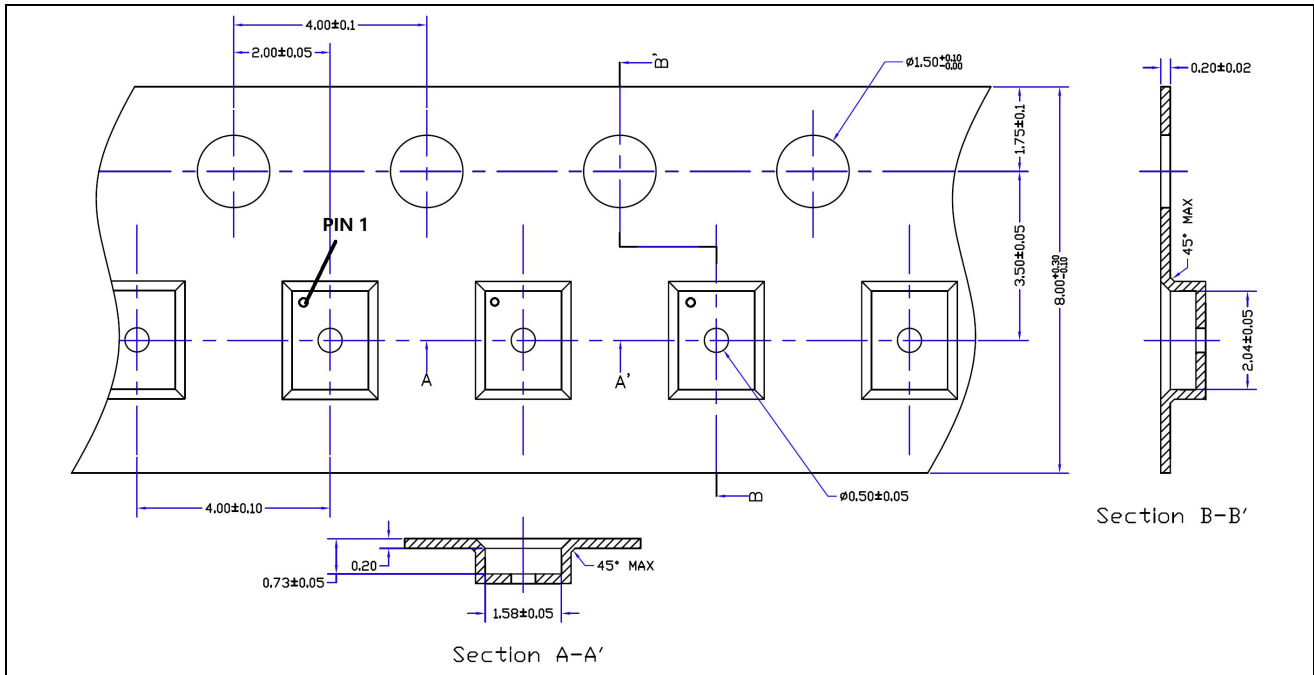 4.00±0.1
2.00±0.05
B'
ø1.50+0.10-0.00
0.20±0.02
1.75±0.1
PIN 1
3.50±0.05
8.00+0.30-0.10
45° MAX
2.04±0.05
A
A'
4.00±0.10
B
ø0.50±0.05
Section B-B'
0.20
0.73±0.05
45° MAX
1.58±0.05
Section A-A'